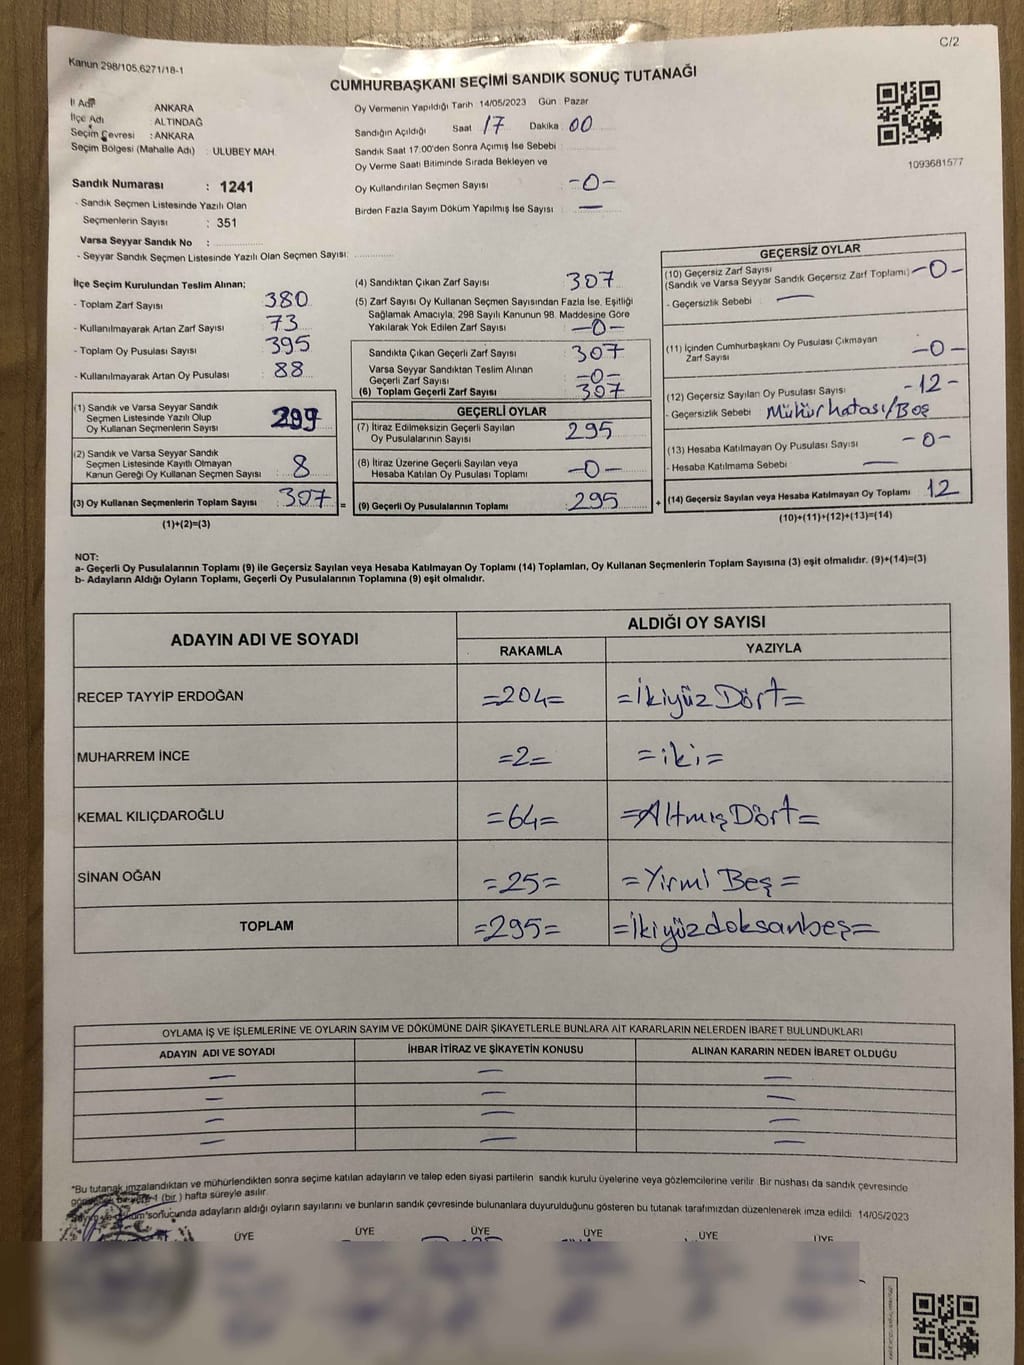 C/2
Kanun 298/105,6271/18-1
CUMHURBAŞKANI SEÇİMİ SANDIK SONUÇ TUTANAĞI
İl Adı ANKARA
İlçe Adı ALTINDAĞ
Seçim Çevresi : ANKARA
Seçim Bölgesi (Mahalle Adı) : ULUBEY MAH.
Sandık Numarası : 1241
- Sandık Seçmen Listesinde Yazılı Olan
Seçmenlerin Sayısı : 351
Varsa Seyyar Sandık No :
- Seyyar Sandık Seçmen Listesinde Yazılı Olan Seçmen Sayısı:
Oy Vermenin Yapıldığı Tarih 14/05/2023 Gün Pazar
Sandığın Açıldığı Saat 17 Dakika 00
Sandık Saat 17:00'den Sonra Açımış İse Sebebi
Oy Verme Saati Bitiminde Sırada Bekleyen ve
Oy Kullandırılan Seçmen Sayısı -0-
Birden Fazla Sayım Döküm Yapılmış İse Sayısı —
1093681577
İlçe Seçim Kurulundan Teslim Alınan;
- Toplam Zarf Sayısı 380
- Kullanılmayarak Artan Zarf Sayısı 73
- Toplam Oy Pusulası Sayısı 395
- Kullanılmayarak Artan Oy Pusulası 88
(1) Sandık ve Varsa Seyyar Sandık
Seçmen Listesinde Yazılı Olup
Oy Kullanan Seçmenlerin Sayısı 299
(2) Sandık ve Varsa Seyyar Sandık
Seçmen Listesinde Kayıtlı Olmayan
Kanun Gereği Oy Kullanan Seçmen Sayısı 8
(3) Oy Kullanan Seçmenlerin Toplam Sayısı 307 =
(1)+(2)=(3)
(4) Sandıktan Çıkan Zarf Sayısı 307
(5) Zarf Sayısı Oy Kullanan Seçmen Sayısından Fazla İse, Eşitliği
Sağlamak Amacıyla, 298 Sayılı Kanunun 98. Maddesine Göre
Yakılarak Yok Edilen Zarf Sayısı -0-
Sandıkta Çıkan Geçerli Zarf Sayısı 307
Varsa Seyyar Sandıktan Teslim Alınan
Geçerli Zarf Sayısı -0-
(6) Toplam Geçerli Zarf Sayısı 307
GEÇERLİ OYLAR
(7) İtiraz Edilmeksizin Geçerli Sayılan
Oy Pusulalarının Sayısı 295
(8) İtiraz Üzerine Geçerli Sayılan veya
Hesaba Katılan Oy Pusulası Toplamı -0-
(9) Geçerli Oy Pusulalarının Toplamı 295 +
GEÇERSİZ OYLAR
(10) Geçersiz Zarf Sayısı
(Sandık ve Varsa Seyyar Sandık Geçersiz Zarf Toplamı) -0-
- Geçersizlik Sebebi —
(11) İçinden Cumhurbaşkanı Oy Pusulası Çıkmayan
Zarf Sayısı -0-
(12) Geçersiz Sayılan Oy Pusulası Sayısı -12-
- Geçersizlik Sebebi Mühür hatası/Boş
(13) Hesaba Katılmayan Oy Pusulası Sayısı -0-
- Hesaba Katılmama Sebebi —
(14) Geçersiz Sayılan veya Hesaba Katılmayan Oy Toplamı 12
(10)+(11)+(12)+(13)=(14)
NOT:
a- Geçerli Oy Pusulalarının Toplamı (9) ile Geçersiz Sayılan veya Hesaba Katılmayan Oy Toplamı (14) Toplamları, Oy Kullanan Seçmenlerin Toplam Sayısına (3) eşit olmalıdır. (9)+(14)=(3)
b- Adayların Aldığı Oyların Toplamı, Geçerli Oy Pusulalarının Toplamına (9) eşit olmalıdır.
ADAYIN ADI VE SOYADI ALDIĞI OY SAYISI
RAKAMLA YAZIYLA
RECEP TAYYİP ERDOĞAN =204= =İkiyüz Dört=
MUHARREM İNCE =2= =iki=
KEMAL KILIÇDAROĞLU =64= =Altmış Dört=
SİNAN OĞAN =25= =Yirmi Beş=
TOPLAM =295= =İkiyüzdoksanbeş=
OYLAMA İŞ VE İŞLEMLERİNE VE OYLARIN SAYIM VE DÖKÜMÜNE DAİR ŞİKAYETLERLE BUNLARA AİT KARARLARIN NELERDEN İBARET BULUNDUKLARI
ADAYIN ADI VE SOYADI İHBAR İTİRAZ VE ŞİKAYETİN KONUSU ALINAN KARARIN NEDEN İBARET OLDUĞU
— — —
— — —
— — —
— — —
*Bu tutanak imzalandıktan ve mühürlendikten sonra seçime katılan adayların ve talep eden siyasi partilerin sandık kurulu üyelerine veya gözlemcilerine verilir. Bir nüshası da sandık çevresinde
1 (bir) hafta süreyle asılır.
sonucunda adayların aldığı oyların sayılarını ve bunların sandık çevresinde bulunanlara duyurulduğunu gösteren bu tutanak tarafımızdan düzenlenerek imza edildi 14/05/2023
ÜYE ÜYE ÜYE ÜYE ÜYE ÜYE